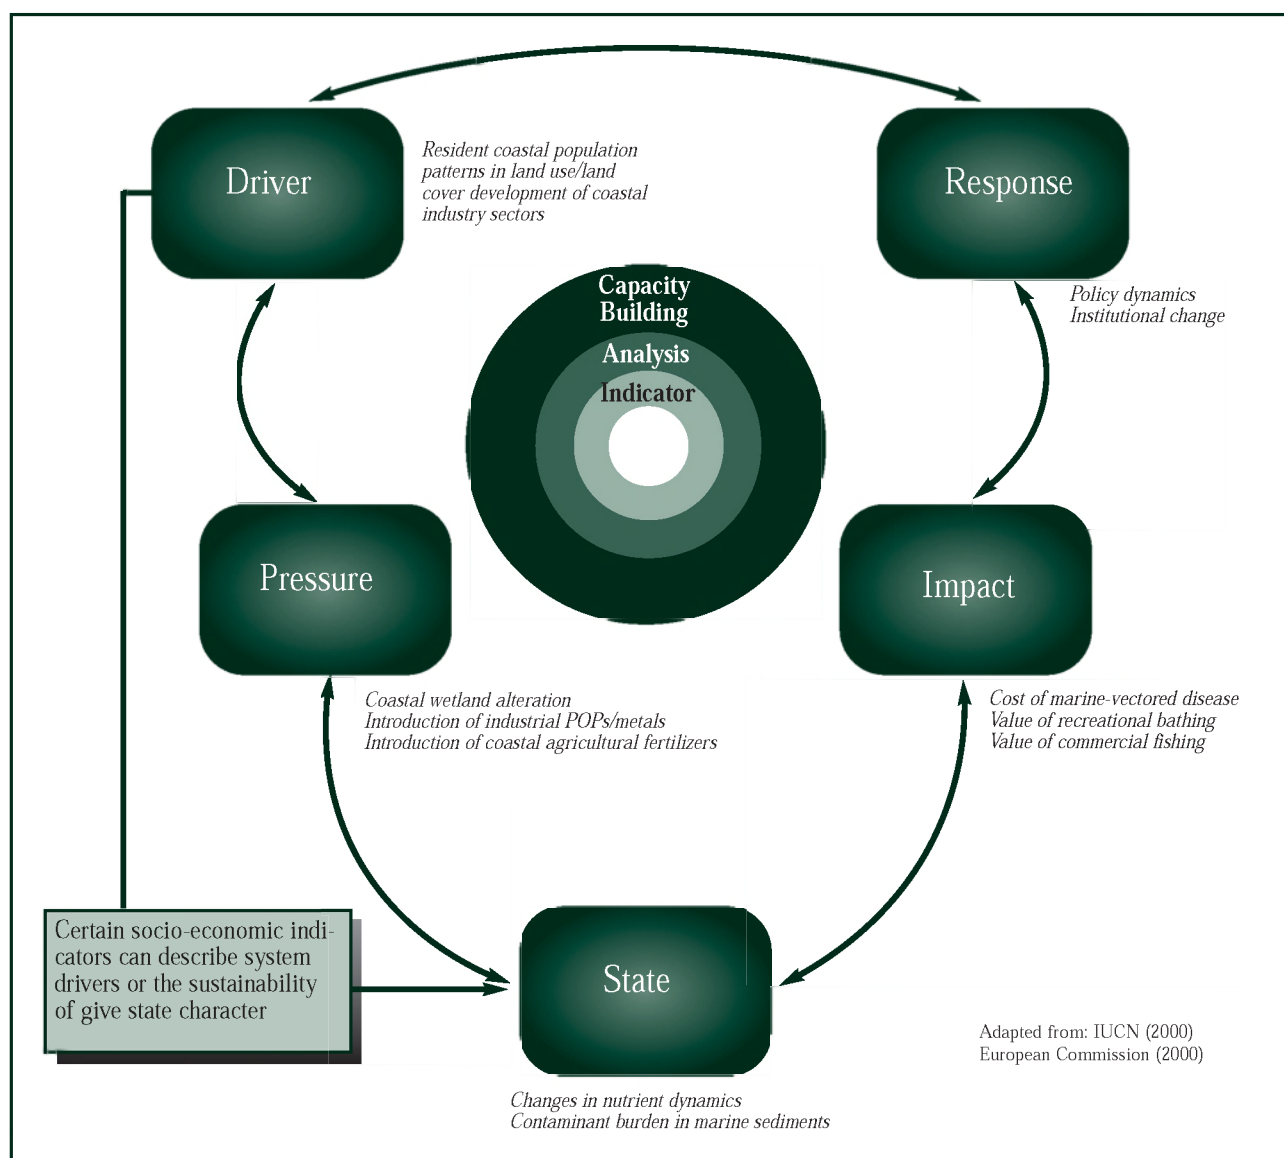 Driver
Resident coastal population
patterns in land use/land
cover development of coastal
industry sectors
Response
Policy dynamics
Institutional change
Capacity
Building
Analysis
Indicator
Pressure
Coastal wetland alteration
Introduction of industrial POPs/metals
Introduction of coastal agricultural fertilizers
Impact
Cost of marine-vectored disease
Value of recreational bathing
Value of commercial fishing
Certain socio-economic indi-
cators can describe system
drivers or the sustainability
of give state character
State
Changes in nutrient dynamics
Contaminant burden in marine sediments
Adapted from: IUCN (2000)
European Commission (2000)